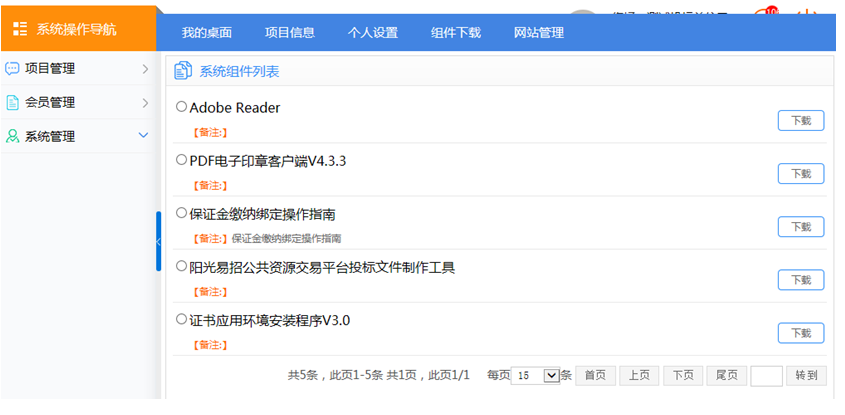 系统操作导航
10
我的桌面 项目信息 个人设置 组件下载 网站管理
项目管理
会员管理
系统管理
系统组件列表
Adobe Reader
【备注:】
下载
PDF电子印章客户端V4.3.3
【备注:】
下载
保证金缴纳绑定操作指南
【备注:】保证金缴纳绑定操作指南
下载
阳光易招公共资源交易平台投标文件制作工具
【备注:】
下载
证书应用环境安装程序V3.0
【备注:】
下载
共5条，此页1-5条 共1页，此页1/1 每页 15 条 首页 上页 下页 尾页 转到